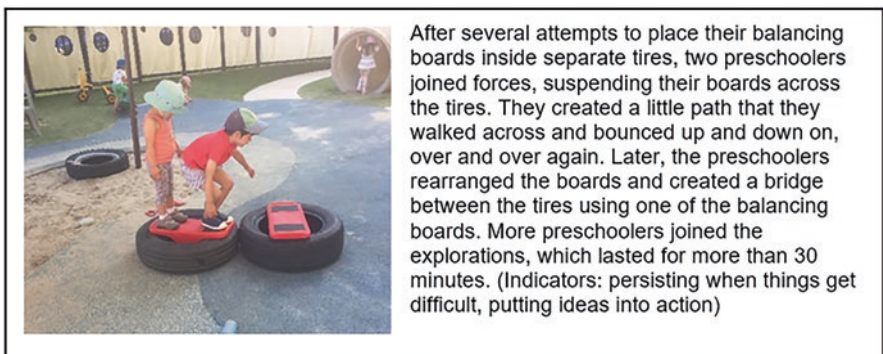 After several attempts to place their balancing
boards inside separate tires, two preschoolers
joined forces, suspending their boards across
the tires. They created a little path that they
walked across and bounced up and down on,
over and over again. Later, the preschoolers
rearranged the boards and created a bridge
between the tires using one of the balancing
boards. More preschoolers joined the
explorations, which lasted for more than 30
minutes. (Indicators: persisting when things get
difficult, putting ideas into action)